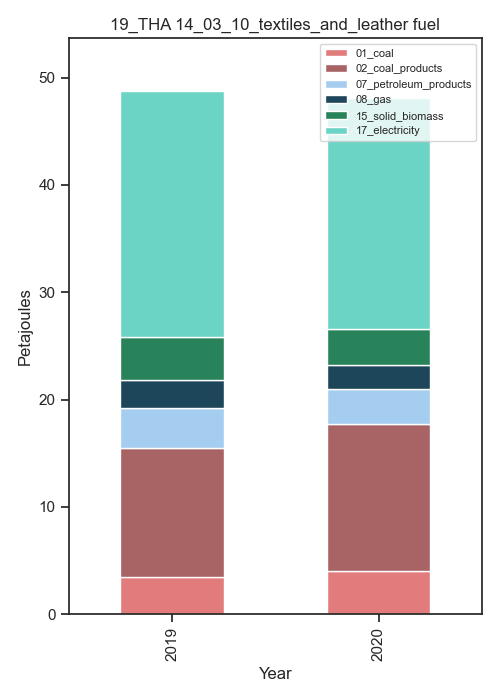 19_THA 14_03_10_textiles_and_leather fuel
01_coal
02_coal_products
07_petroleum_products
08_gas
15_solid_biomass
17_electricity
50
40
30
20
10
0
Petajoules
2019
2020
Year